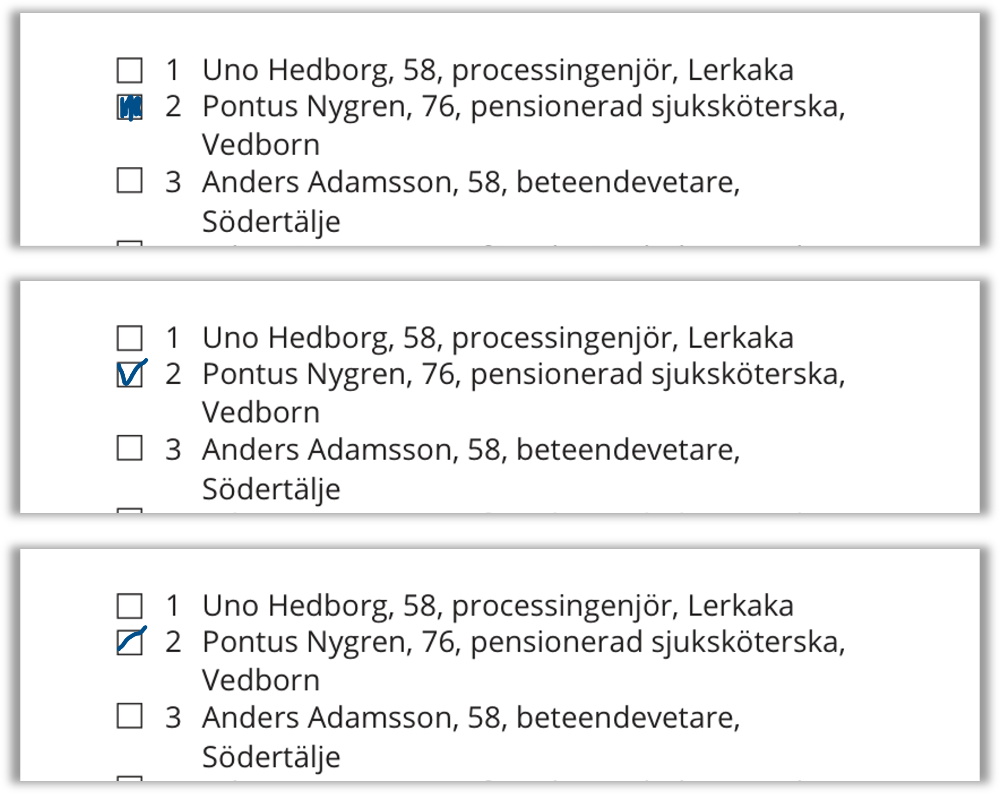 1 Uno Hedborg, 58, processingenjör, Lerkaka
2 Pontus Nygren, 76, pensionerad sjuksköterska,
Vedborn
3 Anders Adamsson, 58, beteendevetare,
Södertälje
1 Uno Hedborg, 58, processingenjör, Lerkaka
2 Pontus Nygren, 76, pensionerad sjuksköterska,
Vedborn
3 Anders Adamsson, 58, beteendevetare,
Södertälje
1 Uno Hedborg, 58, processingenjör, Lerkaka
2 Pontus Nygren, 76, pensionerad sjuksköterska,
Vedborn
3 Anders Adamsson, 58, beteendevetare,
Södertälje